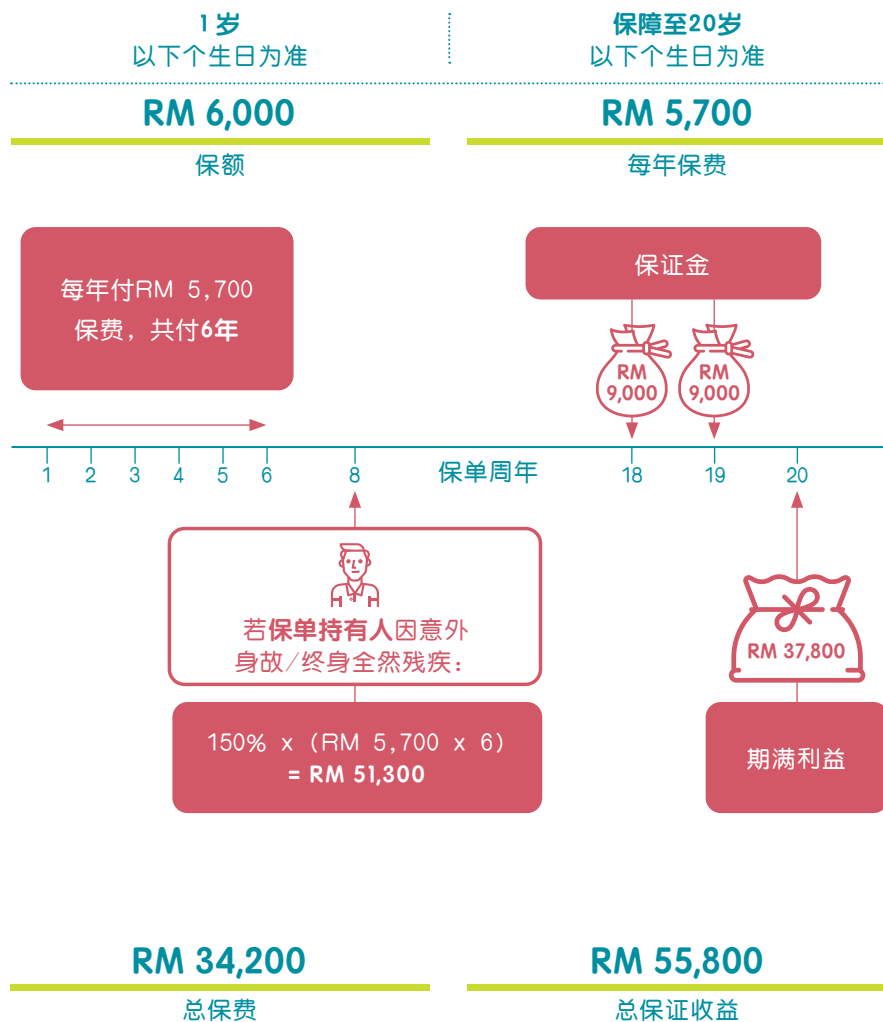 1 岁
以下个生日为准
保障至20岁
以下个生日为准
RM 6,000
保额
RM 5,700
每年保费
每年付RM 5,700
保费，共付6年
保证金
RM
9,000
RM
9,000
1 2 3 4 5 6 8 保单周年 18 19 20
若保单持有人因意外
身故/终身全然残疾：
150% x (RM 5,700 x 6)
= RM 51,300
RM 37,800
期满利益
RM 34,200
总保费
RM 55,800
总保证收益